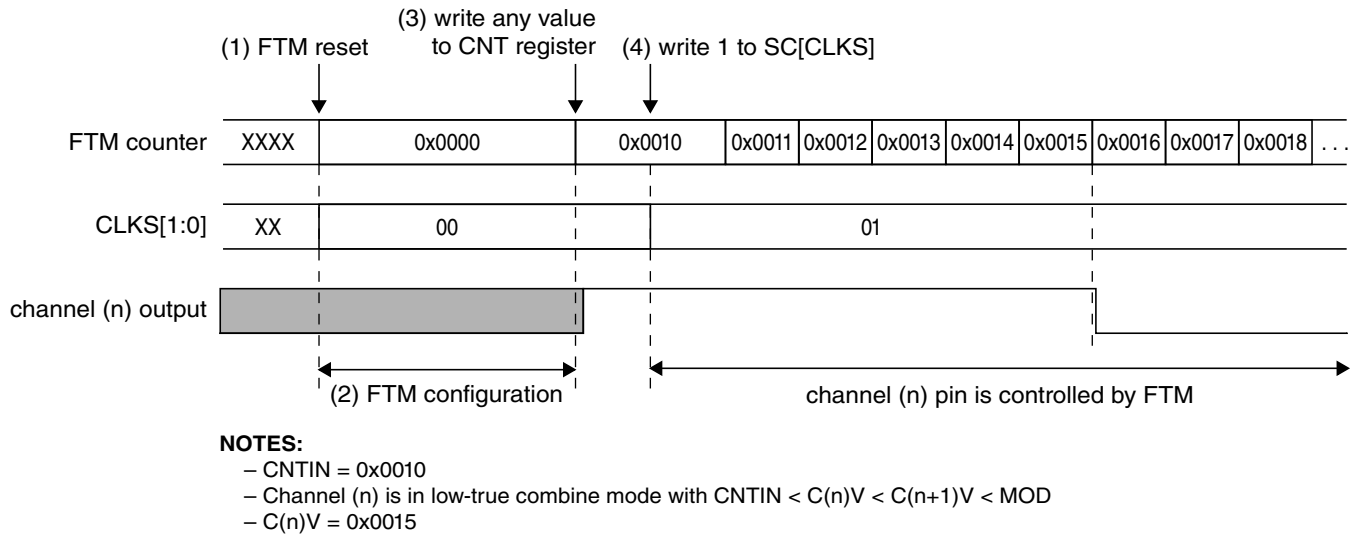 (3) write any value
(1) FTM reset to CNT register (4) write 1 to SC[CLKS]
FTM counter XXXX 0x0000 0x0010 0x0011 0x0012 0x0013 0x0014 0x0015 0x0016 0x0017 0x0018 . . .
CLKS[1:0] XX 00 01
channel (n) output
(2) FTM configuration channel (n) pin is controlled by FTM
NOTES:
– CNTIN = 0x0010
– Channel (n) is in low-true combine mode with CNTIN < C(n)V < C(n+1)V < MOD
– C(n)V = 0x0015